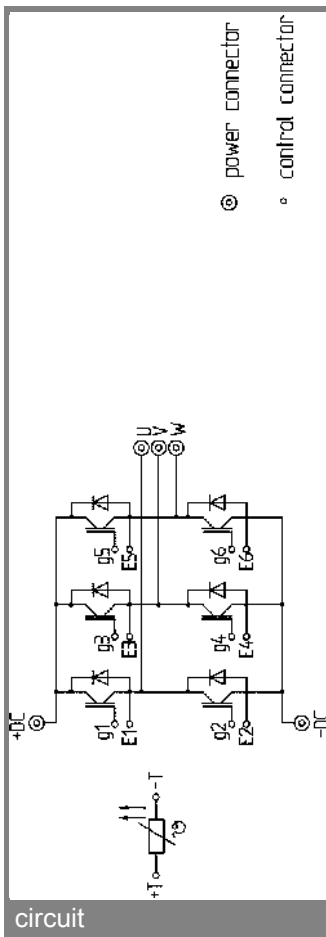 power connector
control connector
U
V
W
g5
E5
g6
E6
g3
E3
g4
E4
+DC
g1
E1
g2
E2
-DC
-T
ϑ
+T
circuit